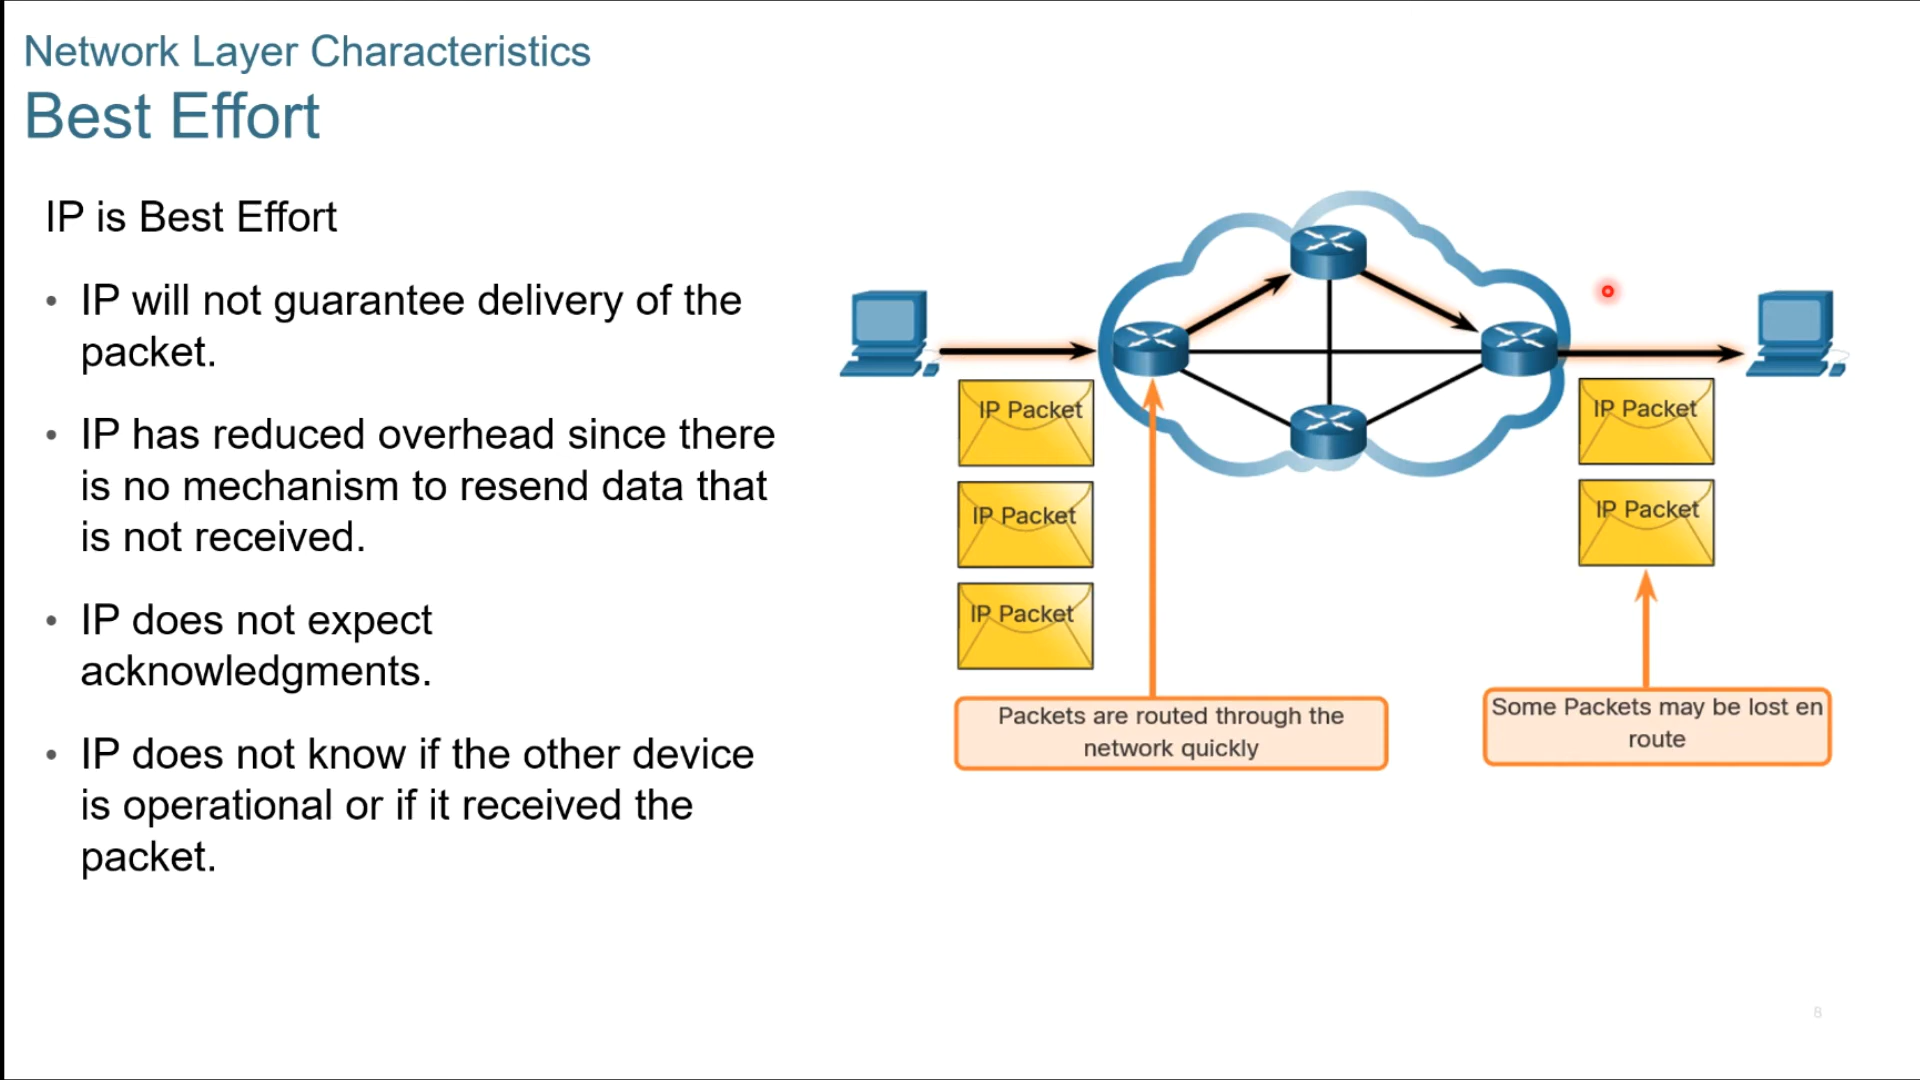 Network Layer Characteristics
Best Effort
IP is Best Effort
• IP will not guarantee delivery of the
packet.
• IP has reduced overhead since there
is no mechanism to resend data that
is not received.
• IP does not expect
acknowledgments.
• IP does not know if the other device
is operational or if it received the
packet.
IP Packet
IP Packet
IP Packet
IP Packet
IP Packet
Packets are routed through the
network quickly
Some Packets may be lost en
route
8